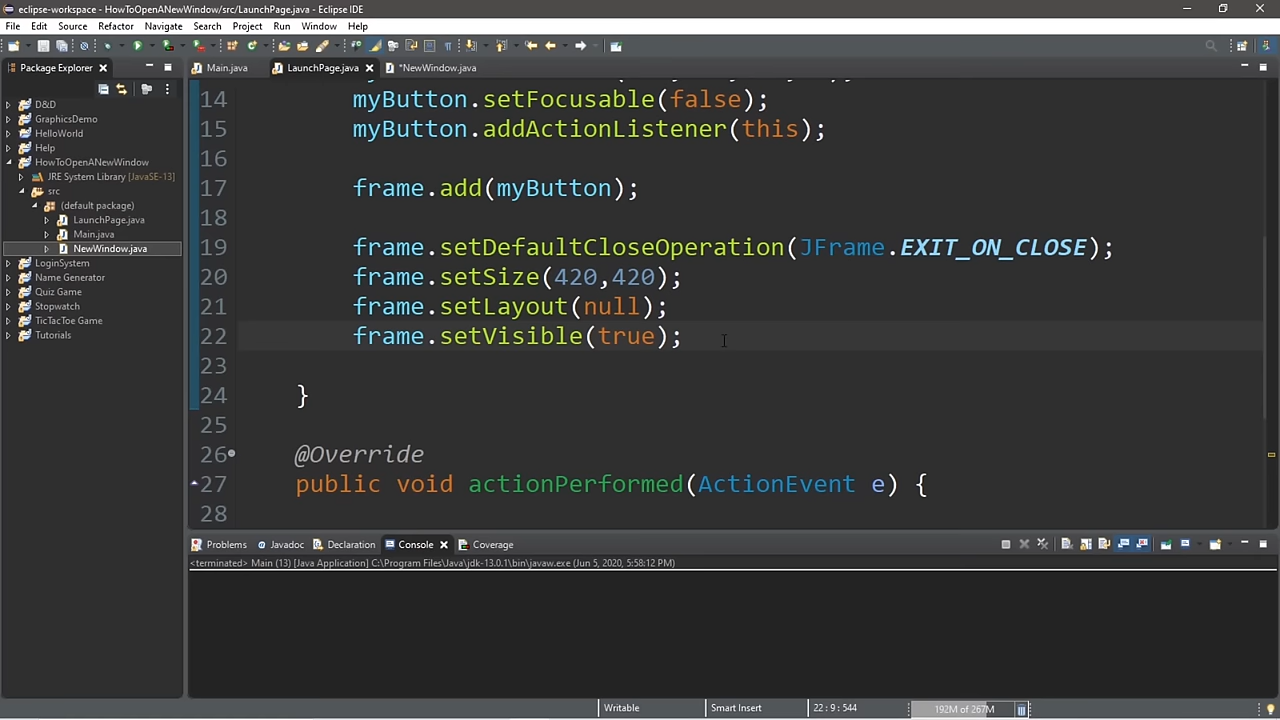 eclipse-workspace - HowToOpenANewWindow/src/LaunchPage.java - Eclipse IDE
File Edit Source Refactor Navigate Search Project Run Window Help
Package Explorer
Main.java LaunchPage.java *NewWindow.java
D&D
GraphicsDemo
HelloWorld
Help
HowToOpenANewWindow
JRE System Library [JavaSE-13]
src
(default package)
LaunchPage.java
Main.java
NewWindow.java
LoginSystem
Name Generator
Quiz Game
Stopwatch
TicTacToe Game
Tutorials
14 myButton.setFocusable(false);
15 myButton.addActionListener(this);
16
17 frame.add(myButton);
18
19 frame.setDefaultCloseOperation(JFrame.EXIT_ON_CLOSE);
20 frame.setSize(420,420);
21 frame.setLayout(null);
22 frame.setVisible(true);
23
24 }
25
26 @Override
27 public void actionPerformed(ActionEvent e) {
28
Problems Javadoc Declaration Console Coverage
<terminated> Main (13) [Java Application] C:\Program Files\Java\jdk-13.0.1\bin\javaw.exe (Jun 5, 2020, 5:58:12 PM)
Writable Smart Insert 22 : 9 : 544 192M of 267M